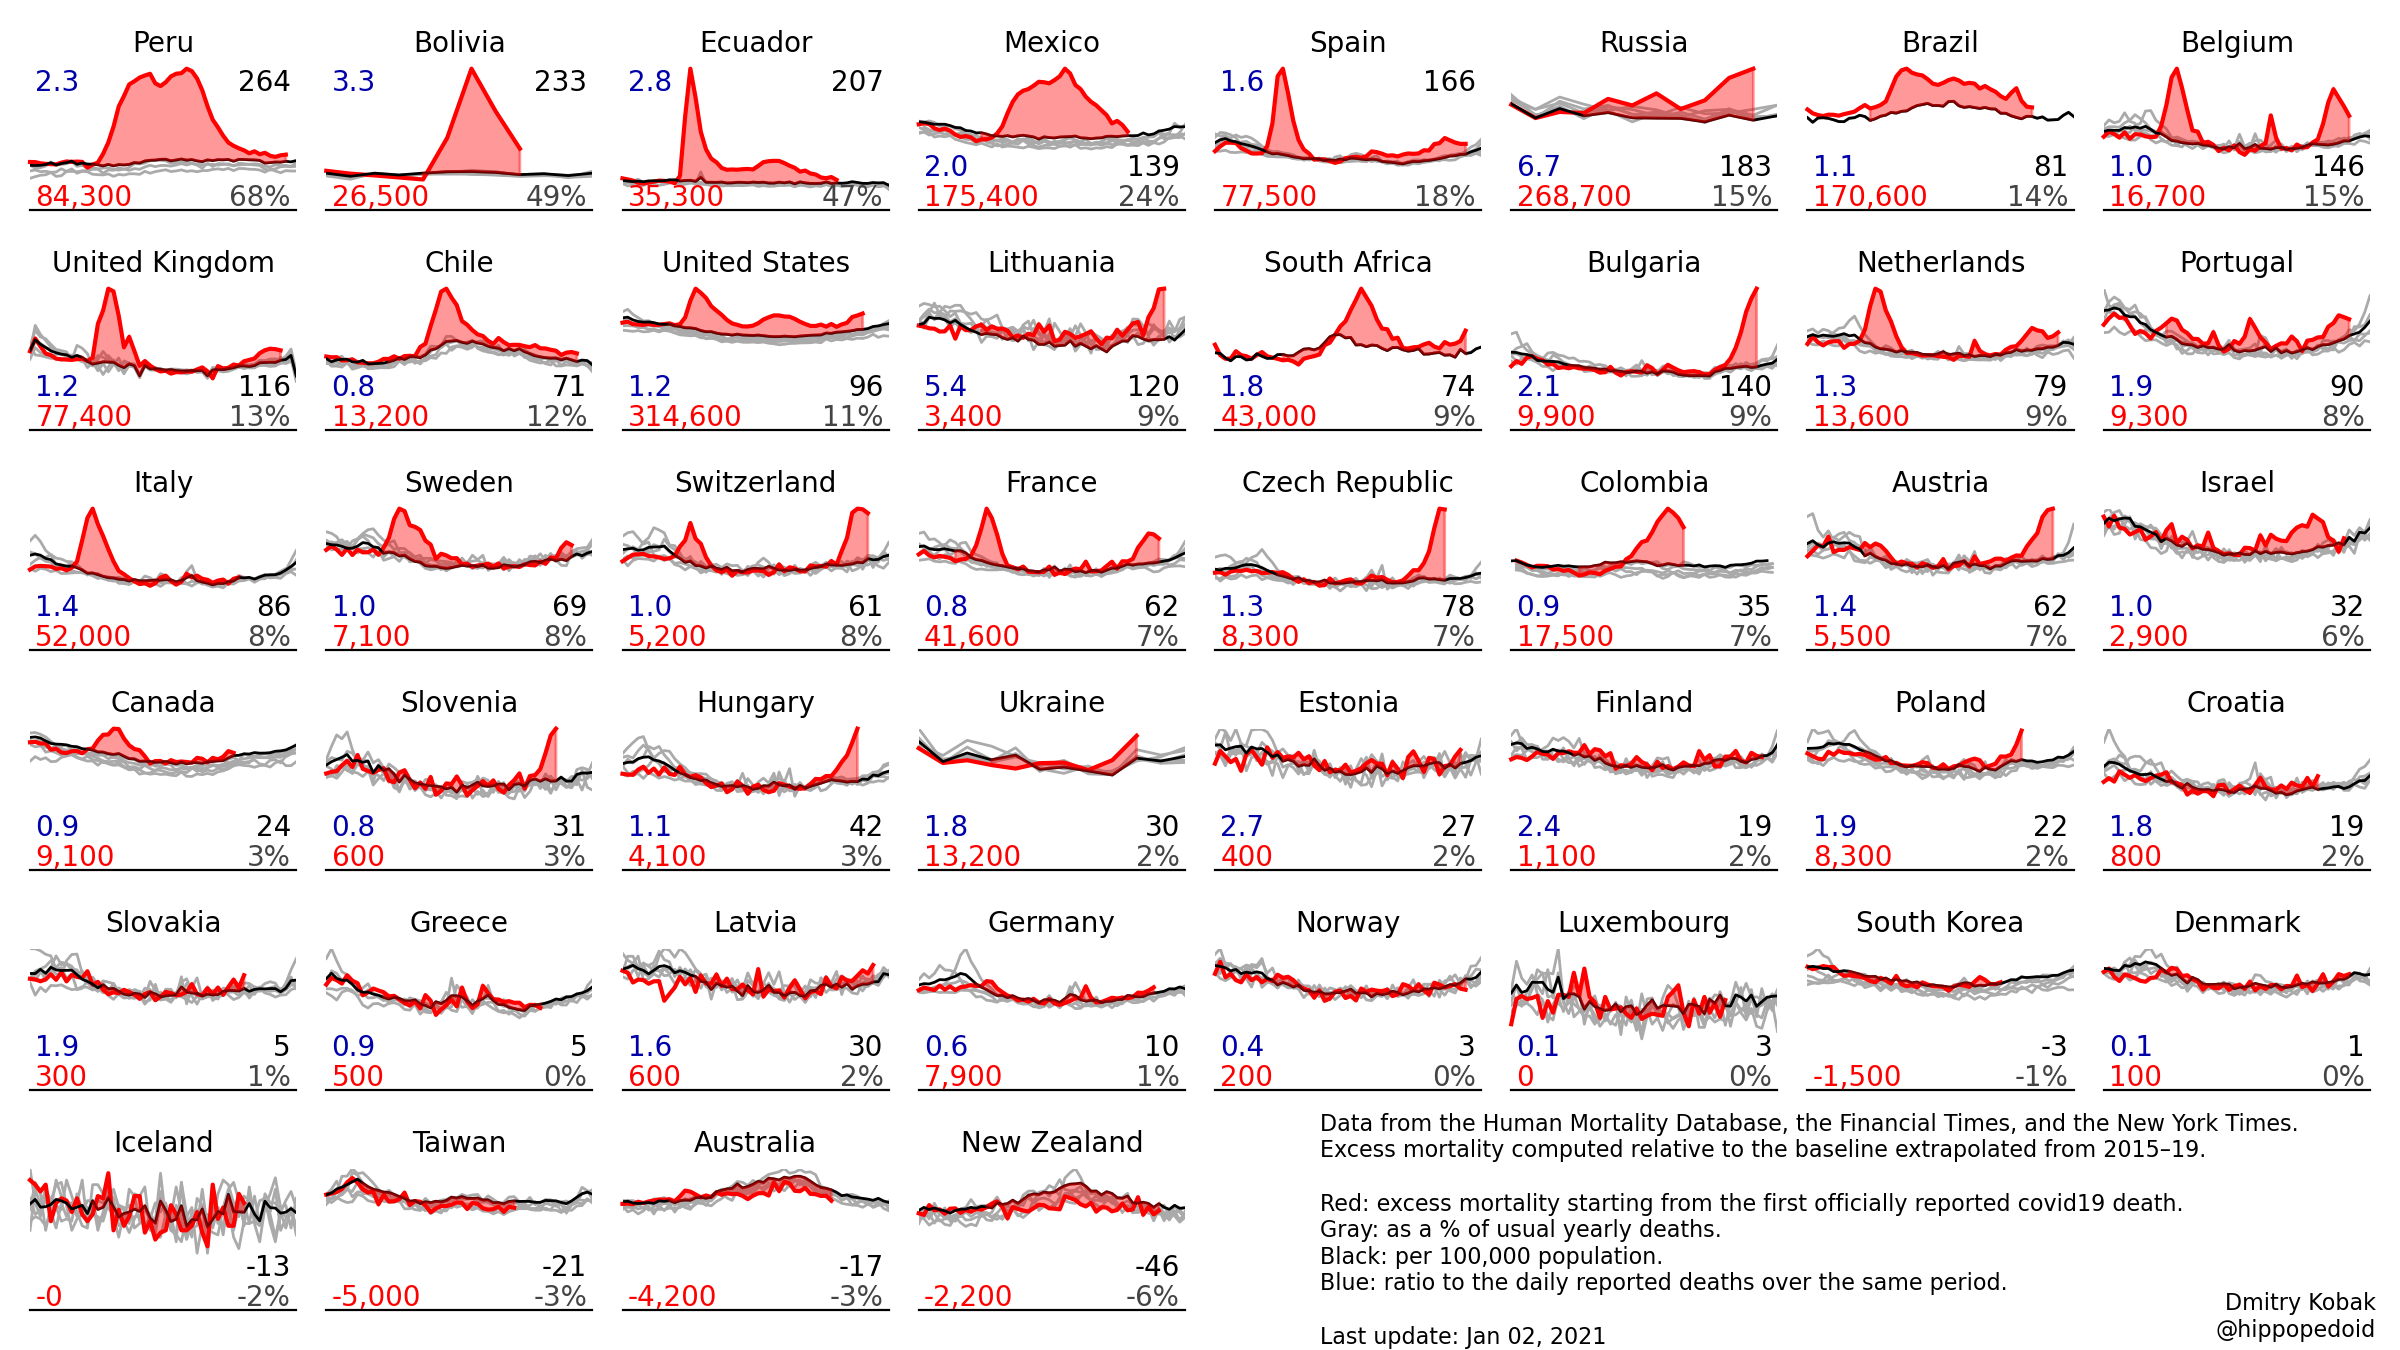 Peru Bolivia Ecuador Mexico Spain Russia Brazil Belgium
2.3 264 3.3 233 2.8 207 1.6 166
2.0 139 6.7 183 1.1 81 1.0 146
84,300 68% 26,500 49% 35,300 47% 175,400 24% 77,500 18% 268,700 15% 170,600 14% 16,700 15%
United Kingdom Chile United States Lithuania South Africa Bulgaria Netherlands Portugal
1.2 116 0.8 71 1.2 96 5.4 120 1.8 74 2.1 140 1.3 79 1.9 90
77,400 13% 13,200 12% 314,600 11% 3,400 9% 43,000 9% 9,900 9% 13,600 9% 9,300 8%
Italy Sweden Switzerland France Czech Republic Colombia Austria Israel
1.4 86 1.0 69 1.0 61 0.8 62 1.3 78 0.9 35 1.4 62 1.0 32
52,000 8% 7,100 8% 5,200 8% 41,600 7% 8,300 7% 17,500 7% 5,500 7% 2,900 6%
Canada Slovenia Hungary Ukraine Estonia Finland Poland Croatia
0.9 24 0.8 31 1.1 42 1.8 30 2.7 27 2.4 19 1.9 22 1.8 19
9,100 3% 600 3% 4,100 3% 13,200 2% 400 2% 1,100 2% 8,300 2% 800 2%
Slovakia Greece Latvia Germany Norway Luxembourg South Korea Denmark
1.9 5 0.9 5 1.6 30 0.6 10 0.4 3 0.1 3 -3 0.1 1
300 1% 500 0% 600 2% 7,900 1% 200 0% 0 0% -1,500 -1% 100 0%
Iceland Taiwan Australia New Zealand
-13 -21 -17 -46
-0 -2% -5,000 -3% -4,200 -3% -2,200 -6%
Data from the Human Mortality Database, the Financial Times, and the New York Times.
Excess mortality computed relative to the baseline extrapolated from 2015–19.
Red: excess mortality starting from the first officially reported covid19 death.
Gray: as a % of usual yearly deaths.
Black: per 100,000 population.
Blue: ratio to the daily reported deaths over the same period.
Last update: Jan 02, 2021
Dmitry Kobak
@hippopedoid